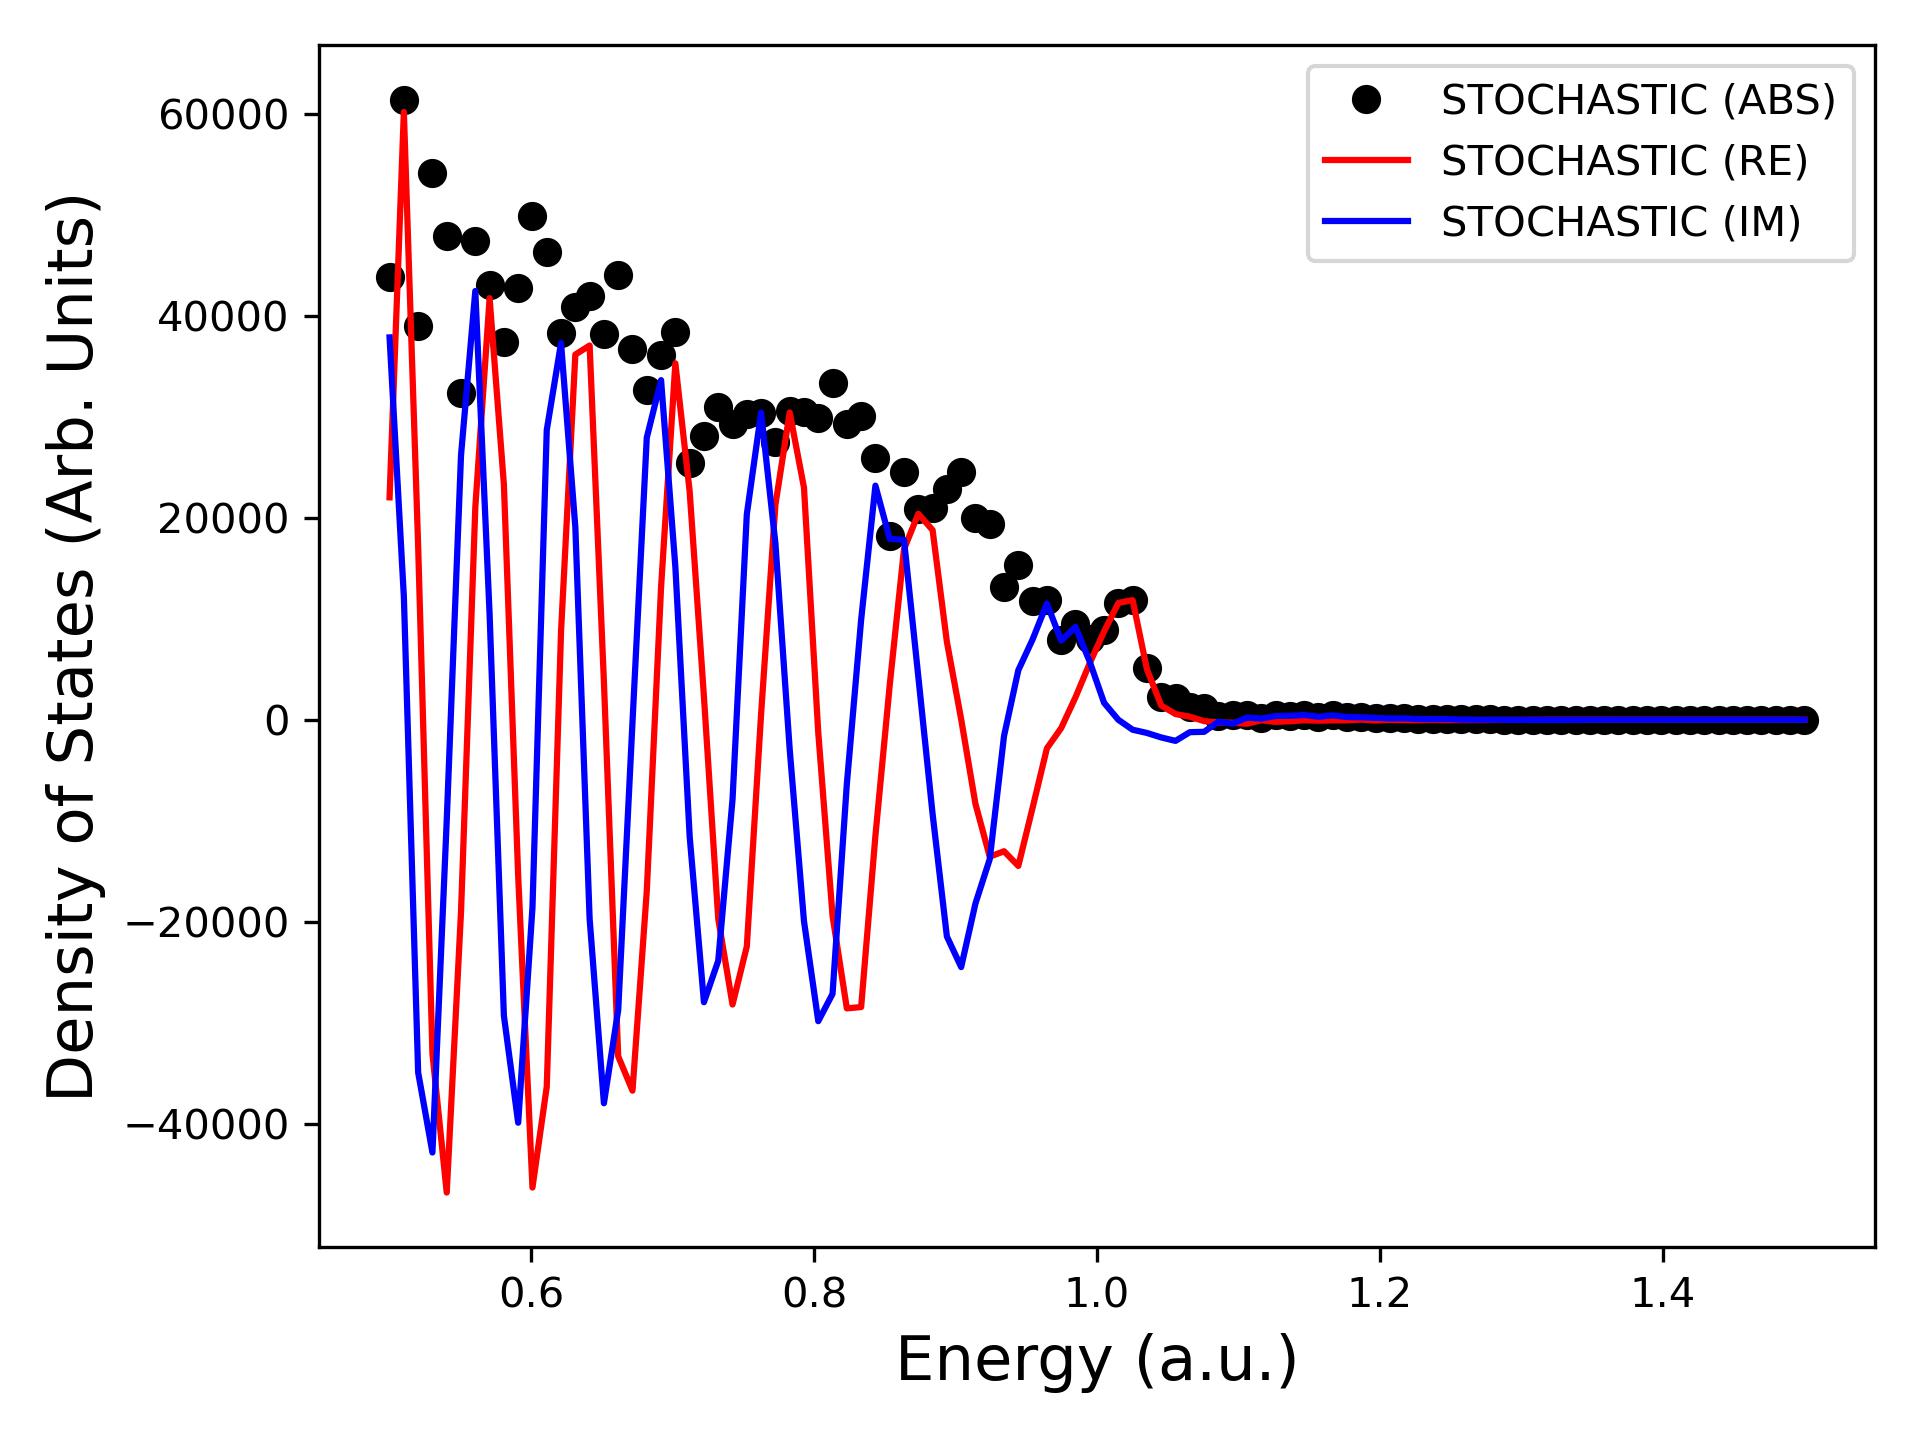 60000
40000
20000
0
−20000
−40000
Density of States (Arb. Units)
STOCHASTIC (ABS)
STOCHASTIC (RE)
STOCHASTIC (IM)
0.6 0.8 1.0 1.2 1.4
Energy (a.u.)